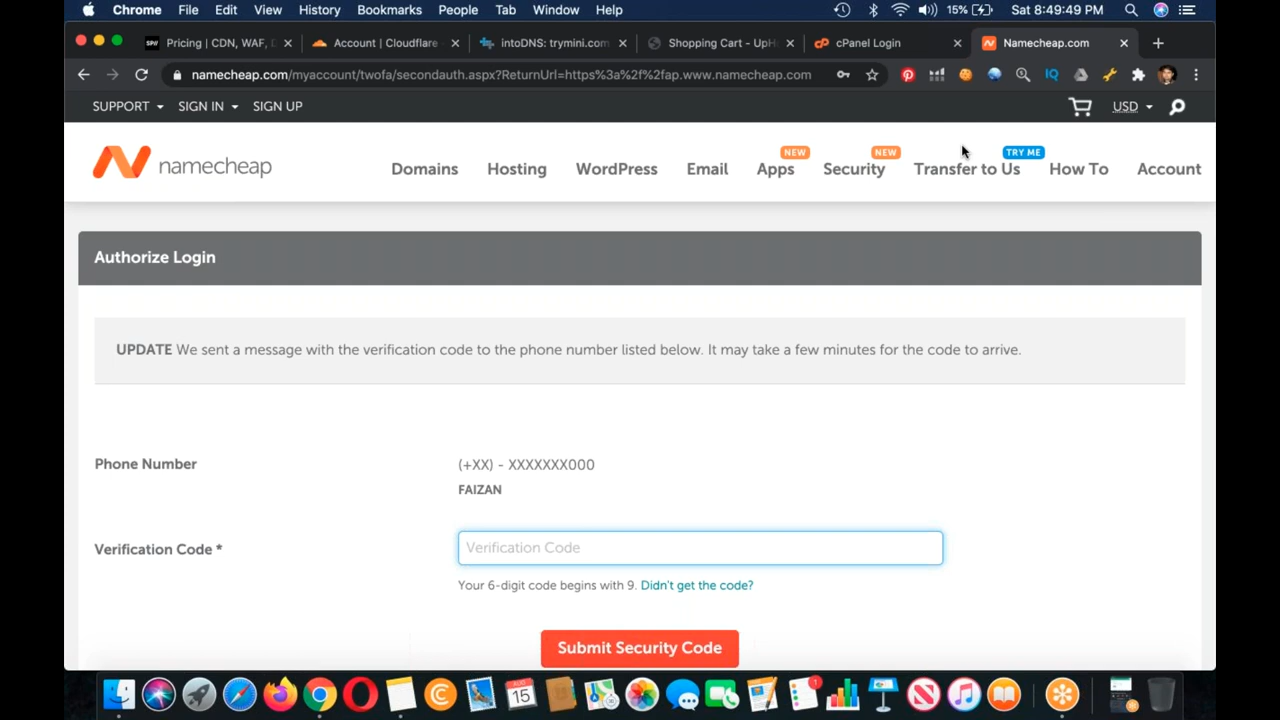 Chrome File Edit View History Bookmarks People Tab Window Help 15% Sat 8:49:49 PM
Pricing | CDN, WAF, D Account | Cloudflare intoDNS: trymini.com Shopping Cart - UpH cPanel Login Namecheap.com
namecheap.com/myaccount/twofa/secondauth.aspx?ReturnUrl=https%3a%2f%2fap.www.namecheap.com
SUPPORT SIGN IN SIGN UP USD
NEW NEW TRY ME
namecheap Domains Hosting WordPress Email Apps Security Transfer to Us How To Account
Authorize Login
UPDATE We sent a message with the verification code to the phone number listed below. It may take a few minutes for the code to arrive.
Phone Number (+XX) - XXXXXXX000
FAIZAN
Verification Code * Verification Code
Your 6-digit code begins with 9. Didn't get the code?
Submit Security Code
15
1